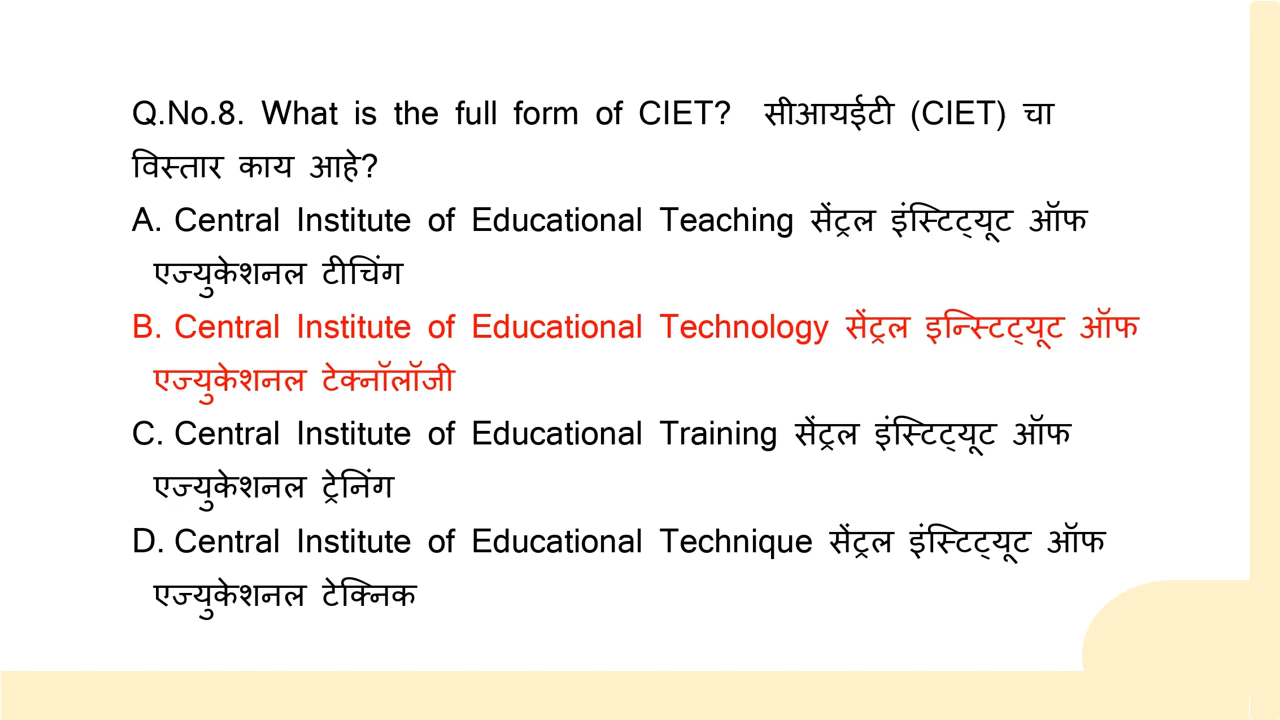 Q.No.8. What is the full form of CIET? सीआयईटी (CIET) चा
विस्तार काय आहे?
A. Central Institute of Educational Teaching सेंट्रल इंस्टिट्यूट ऑफ
एज्युकेशनल टीचिंग
B. Central Institute of Educational Technology सेंट्रल इन्स्टिट्यूट ऑफ
एज्युकेशनल टेक्नॉलॉजी
C. Central Institute of Educational Training सेंट्रल इंस्टिट्यूट ऑफ
एज्युकेशनल ट्रेनिंग
D. Central Institute of Educational Technique सेंट्रल इंस्टिट्यूट ऑफ
एज्युकेशनल टेक्निक